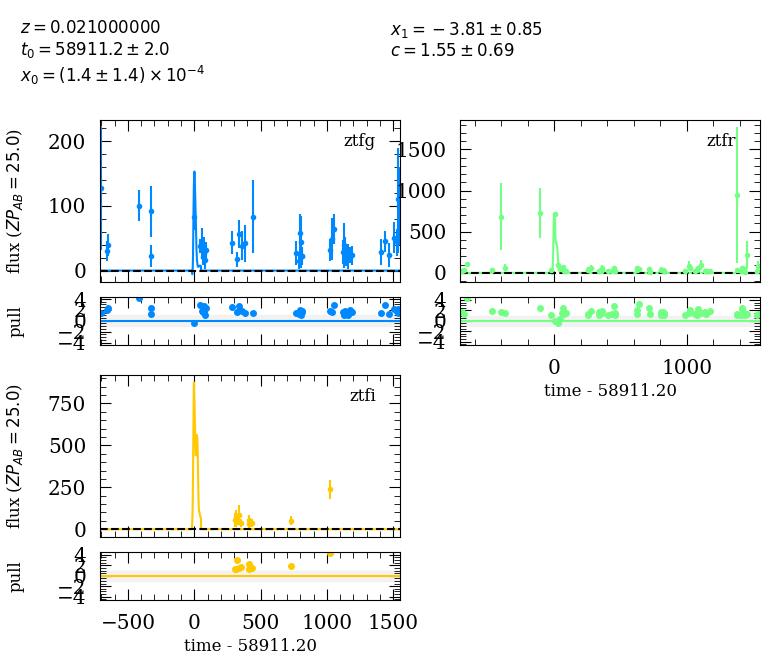 z = 0.021000000
t₀ = 58911.2 ± 2.0
x₀ = (1.4 ± 1.4) × 10⁻⁴
x₁ = −3.81 ± 0.85
c = 1.55 ± 0.69
flux (ZP_AB = 25.0)
200
100
0
ztfg
1500
1000
500
0
ztfr
pull
4
2
0
−2
−4
4
2
0
−2
−4
0 1000
time - 58911.20
flux (ZP_AB = 25.0)
750
500
250
0
ztfi
pull
4
2
0
−2
−4
−500 0 500 1000 1500
time - 58911.20